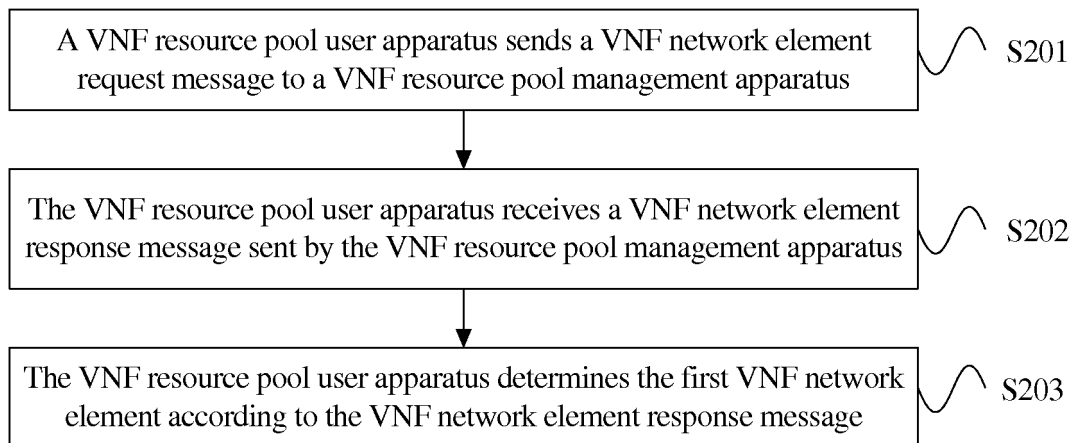 A VNF resource pool user apparatus sends a VNF network element
request message to a VNF resource pool management apparatus
S201
The VNF resource pool user apparatus receives a VNF network element
response message sent by the VNF resource pool management apparatus
S202
The VNF resource pool user apparatus determines the first VNF network
element according to the VNF network element response message
S203